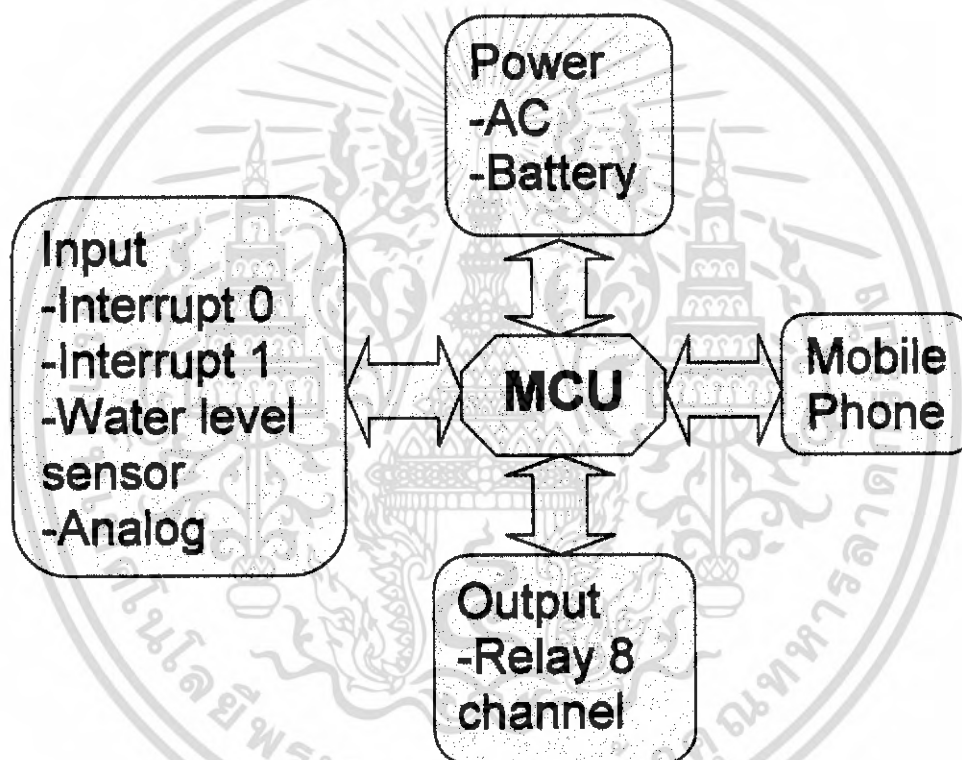 Power
-AC
-Battery
Input
-Interrupt 0
-Interrupt 1
-Water level
sensor
-Analog
MCU
Mobile
Phone
Output
-Relay 8
channel